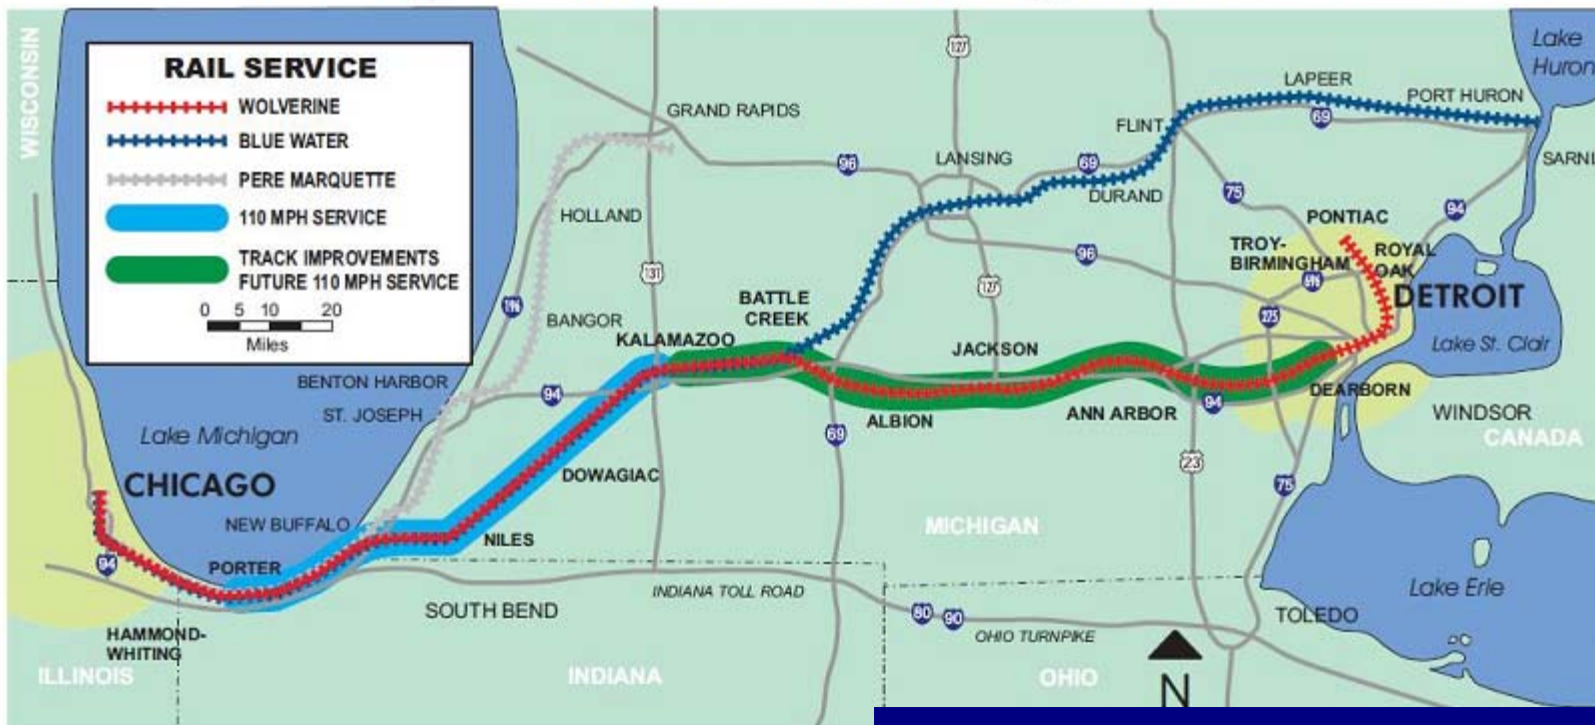 WISCONSIN
RAIL SERVICE
WOLVERINE
BLUE WATER
PERE MARQUETTE
110 MPH SERVICE
TRACK IMPROVEMENTS
FUTURE 110 MPH SERVICE
0 5 10 20
Miles
127
Lake
Huron
LAPEER
PORT HURON
GRAND RAPIDS
FLINT
69
96
LANSING
69
SARNI
DURAND
75
HOLLAND
PONTIAC
94
TROY-
BIRMINGHAM
ROYAL
OAK
96
131
127
696
DETROIT
196
BATTLE
CREEK
275
BANGOR
KALAMAZOO
JACKSON
Lake St. Clair
BENTON HARBOR
94
ST. JOSEPH
94
DEARBORN
ALBION
ANN ARBOR
WINDSOR
Lake Michigan
69
CANADA
23
DOWAGIAC
CHICAGO
75
NEW BUFFALO
MICHIGAN
NILES
94
PORTER
INDIANA TOLL ROAD
Lake Erie
SOUTH BEND
80
90
TOLEDO
HAMMOND-
WHITING
OHIO TURNPIKE
ILLINOIS
INDIANA
OHIO
N